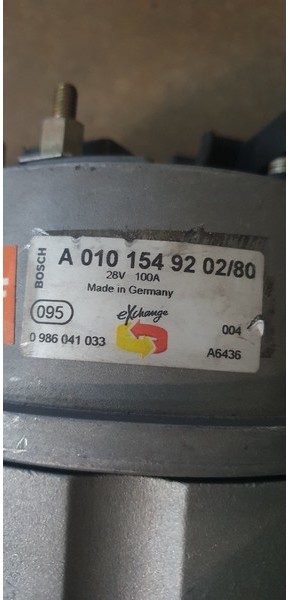 BOSCH
A 010 154 92 02/80
28V 100A
Made in Germany
095
exchange
004
0 986 041 033
A6436